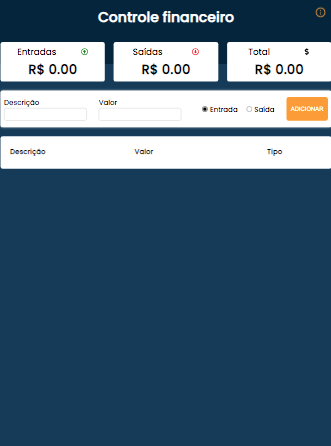 Controle financeiro
Entradas
R$ 0.00
Saídas
R$ 0.00
Total $
R$ 0.00
Descrição
Valor
Entrada Saída
ADICIONAR
Descrição Valor Tipo